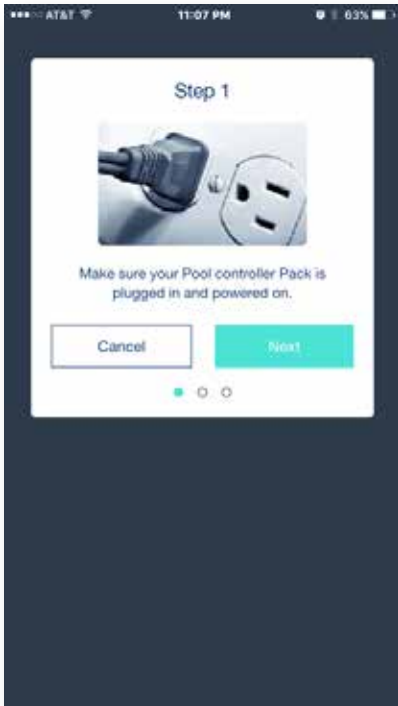 AT&T 11:07 PM 63%
Step 1
Make sure your Pool controller Pack is
plugged in and powered on.
Cancel Next